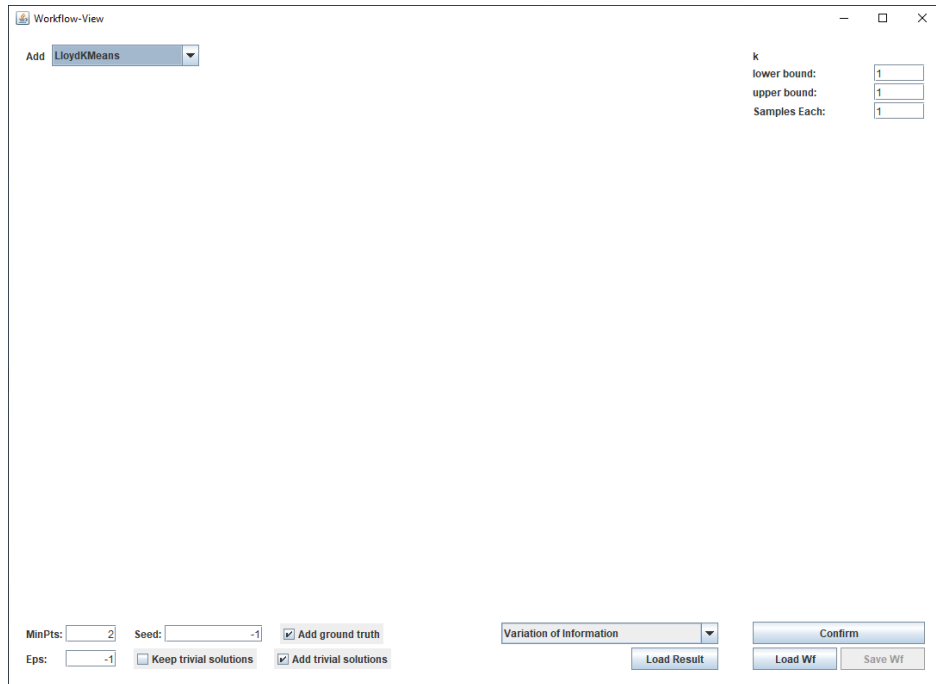 Workflow-View
Add LloydKMeans
k
lower bound: 1
upper bound: 1
Samples Each: 1
MinPts: 2 Seed: -1 Add ground truth Variation of Information Confirm
Eps: -1 Keep trivial solutions Add trivial solutions Load Result Load Wf Save Wf